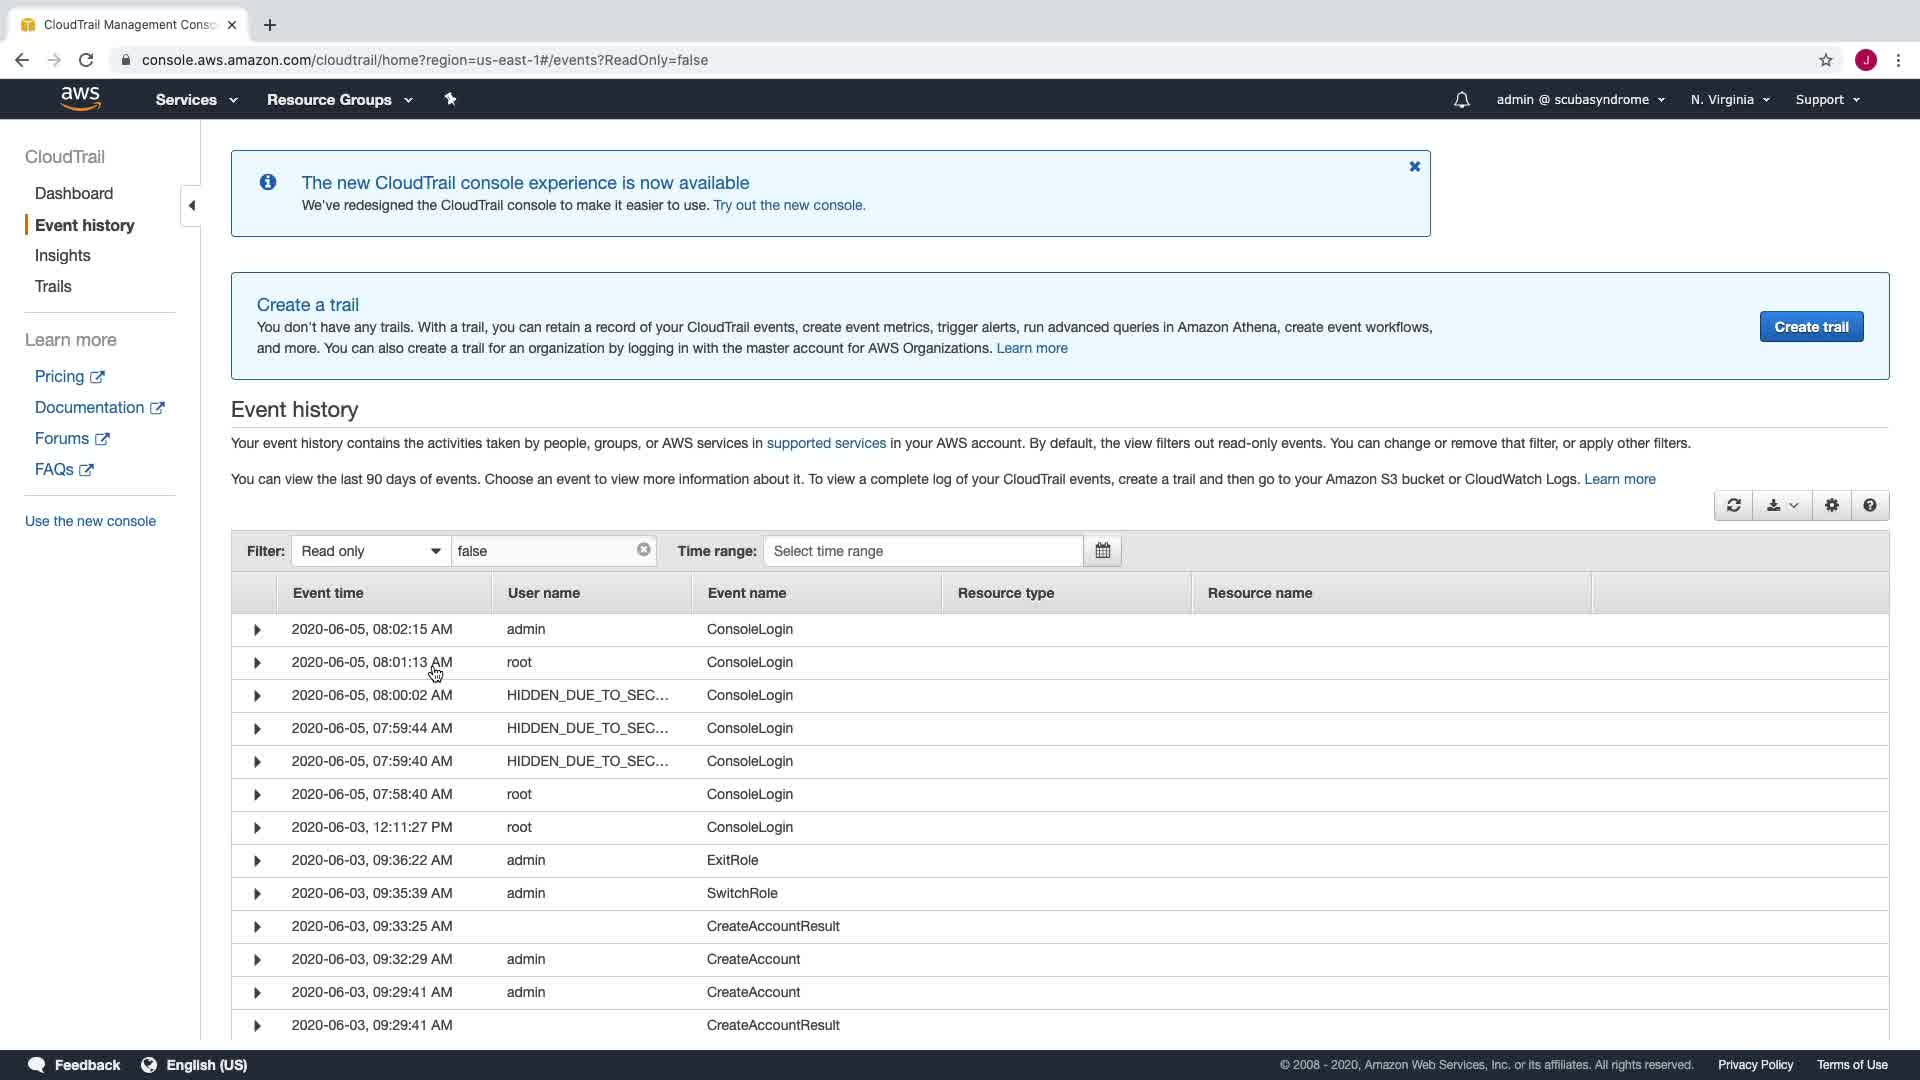 CloudTrail Management Conso
console.aws.amazon.com/cloudtrail/home?region=us-east-1#/events?ReadOnly=false
J
aws
Services
Resource Groups
admin @ scubasyndrome
N. Virginia
Support
CloudTrail
Dashboard
Event history
Insights
Trails
Learn more
Pricing
Documentation
Forums
FAQs
Use the new console
The new CloudTrail console experience is now available
We've redesigned the CloudTrail console to make it easier to use. Try out the new console.
Create a trail
You don't have any trails. With a trail, you can retain a record of your CloudTrail events, create event metrics, trigger alerts, run advanced queries in Amazon Athena, create event workflows,
and more. You can also create a trail for an organization by logging in with the master account for AWS Organizations. Learn more
Create trail
Event history
Your event history contains the activities taken by people, groups, or AWS services in supported services in your AWS account. By default, the view filters out read-only events. You can change or remove that filter, or apply other filters.
You can view the last 90 days of events. Choose an event to view more information about it. To view a complete log of your CloudTrail events, create a trail and then go to your Amazon S3 bucket or CloudWatch Logs. Learn more
Filter: Read only false Time range: Select time range
Event time User name Event name Resource type Resource name
2020-06-05, 08:02:15 AM admin ConsoleLogin
2020-06-05, 08:01:13 AM root ConsoleLogin
2020-06-05, 08:00:02 AM HIDDEN_DUE_TO_SEC... ConsoleLogin
2020-06-05, 07:59:44 AM HIDDEN_DUE_TO_SEC... ConsoleLogin
2020-06-05, 07:59:40 AM HIDDEN_DUE_TO_SEC... ConsoleLogin
2020-06-05, 07:58:40 AM root ConsoleLogin
2020-06-03, 12:11:27 PM root ConsoleLogin
2020-06-03, 09:36:22 AM admin ExitRole
2020-06-03, 09:35:39 AM admin SwitchRole
2020-06-03, 09:33:25 AM CreateAccountResult
2020-06-03, 09:32:29 AM admin CreateAccount
2020-06-03, 09:29:41 AM admin CreateAccount
2020-06-03, 09:29:41 AM CreateAccountResult
Feedback
English (US)
© 2008 - 2020, Amazon Web Services, Inc. or its affiliates. All rights reserved.
Privacy Policy
Terms of Use